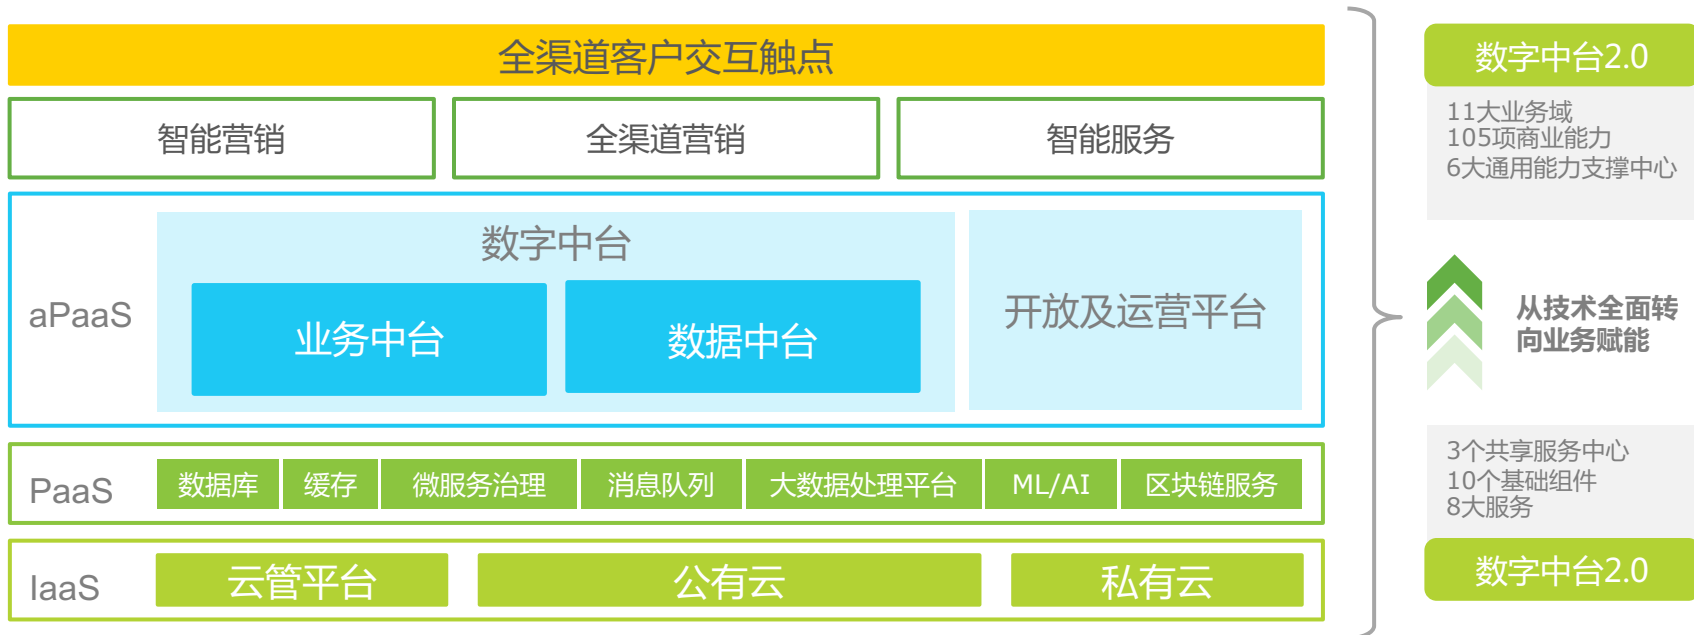 全渠道客户交互触点
智能营销
全渠道营销
智能服务
aPaaS
数字中台
业务中台
数据中台
开放及运营平台
PaaS
数据库
缓存
微服务治理
消息队列
大数据处理平台
ML/AI
区块链服务
IaaS
云管平台
公有云
私有云
数字中台2.0
11大业务域
105项商业能力
6大通用能力支撑中心
从技术全面转
向业务赋能
3个共享服务中心
10个基础组件
8大服务
数字中台2.0